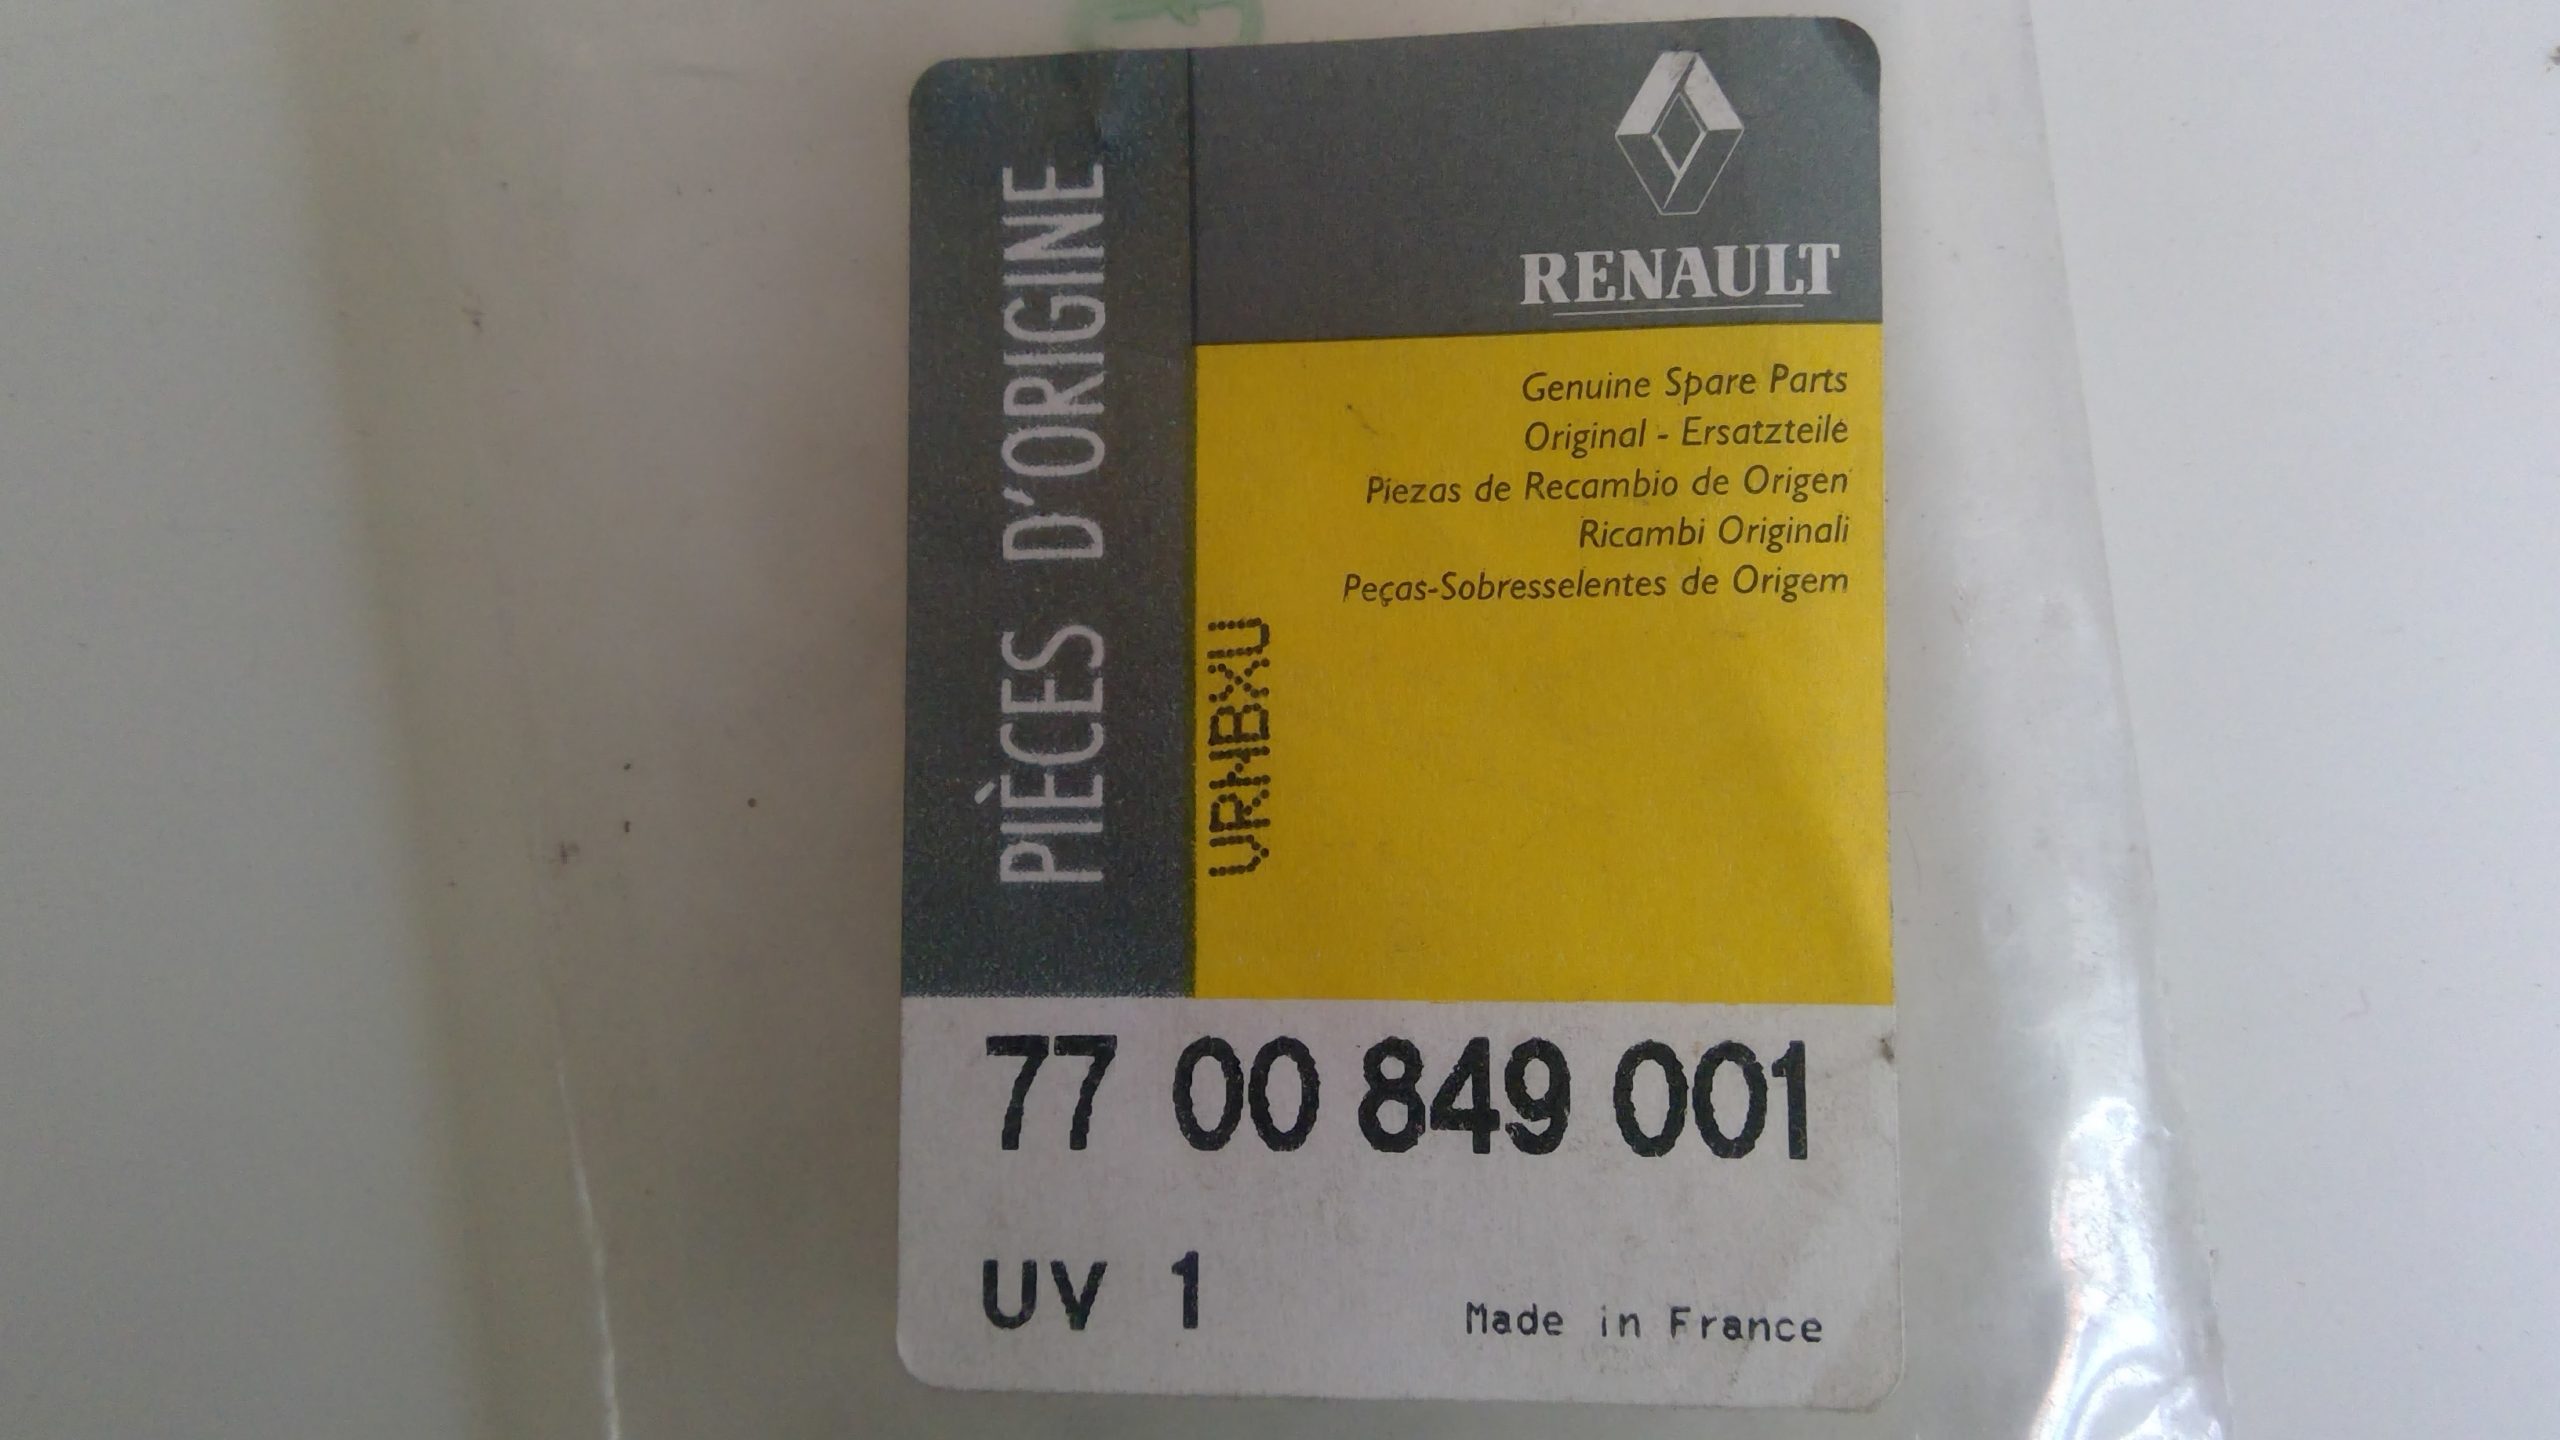 PIÈCES D'ORIGINE
RENAULT
Genuine Spare Parts
Original - Ersatzteile
Piezas de Recambio de Origen
Ricambi Originali
Peças-Sobresselentes de Origem
77 00 849 001
UV 1
Made in France